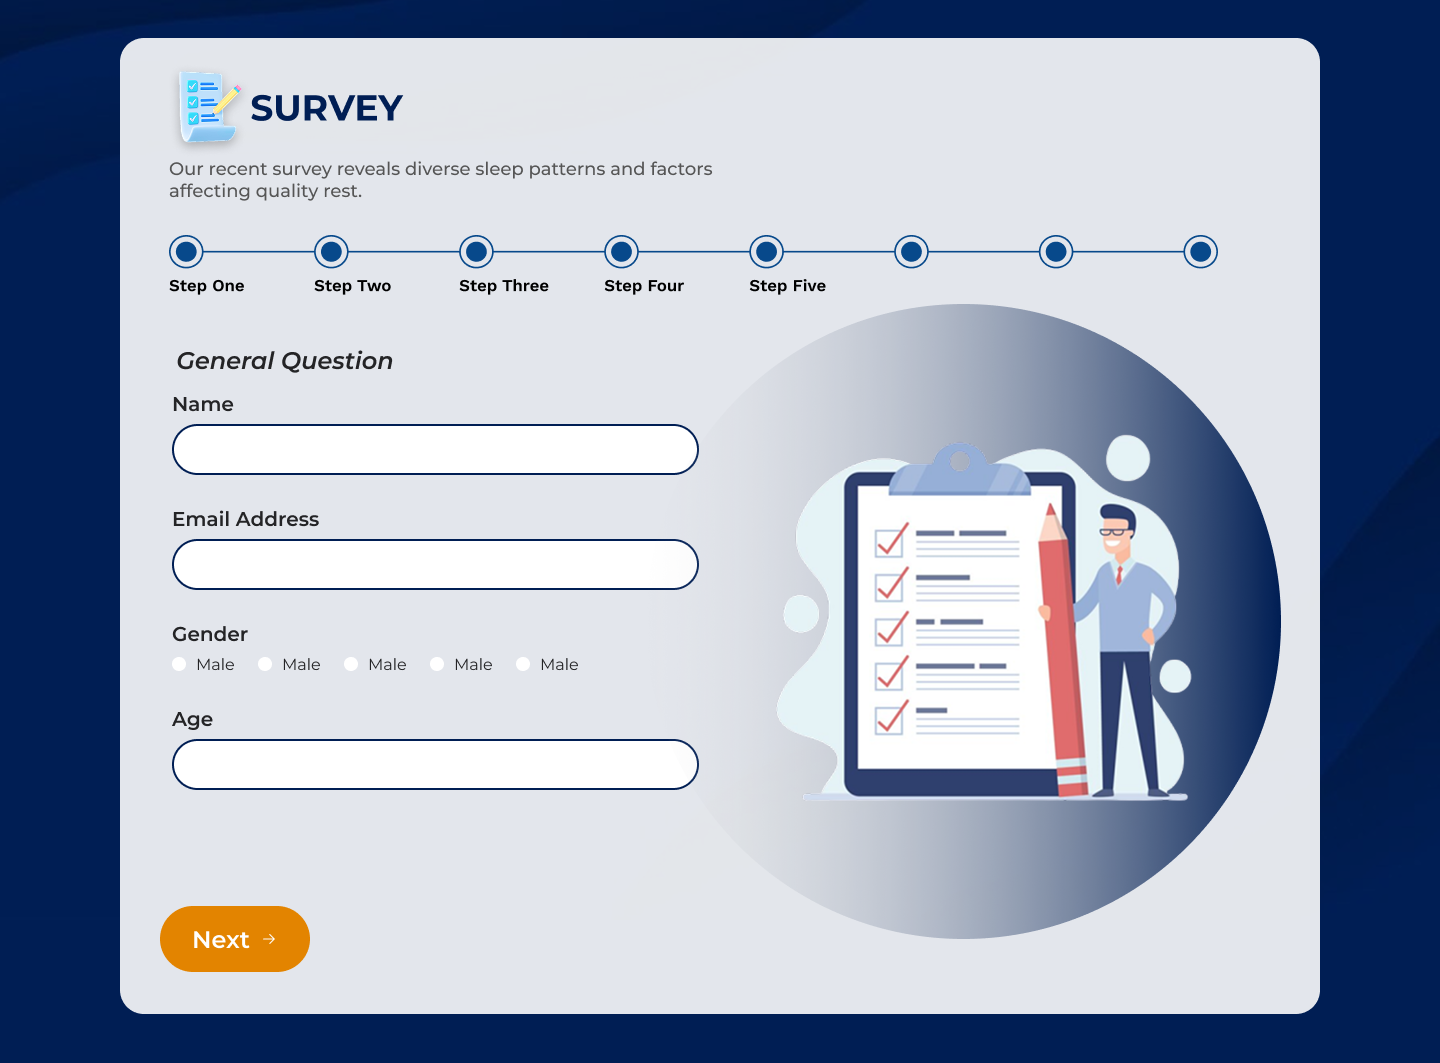 SURVEY
Our recent survey reveals diverse sleep patterns and factors
affecting quality rest.
Step One Step Two Step Three Step Four Step Five
General Question
Name
Email Address
Gender
Male Male Male Male Male
Age
Next